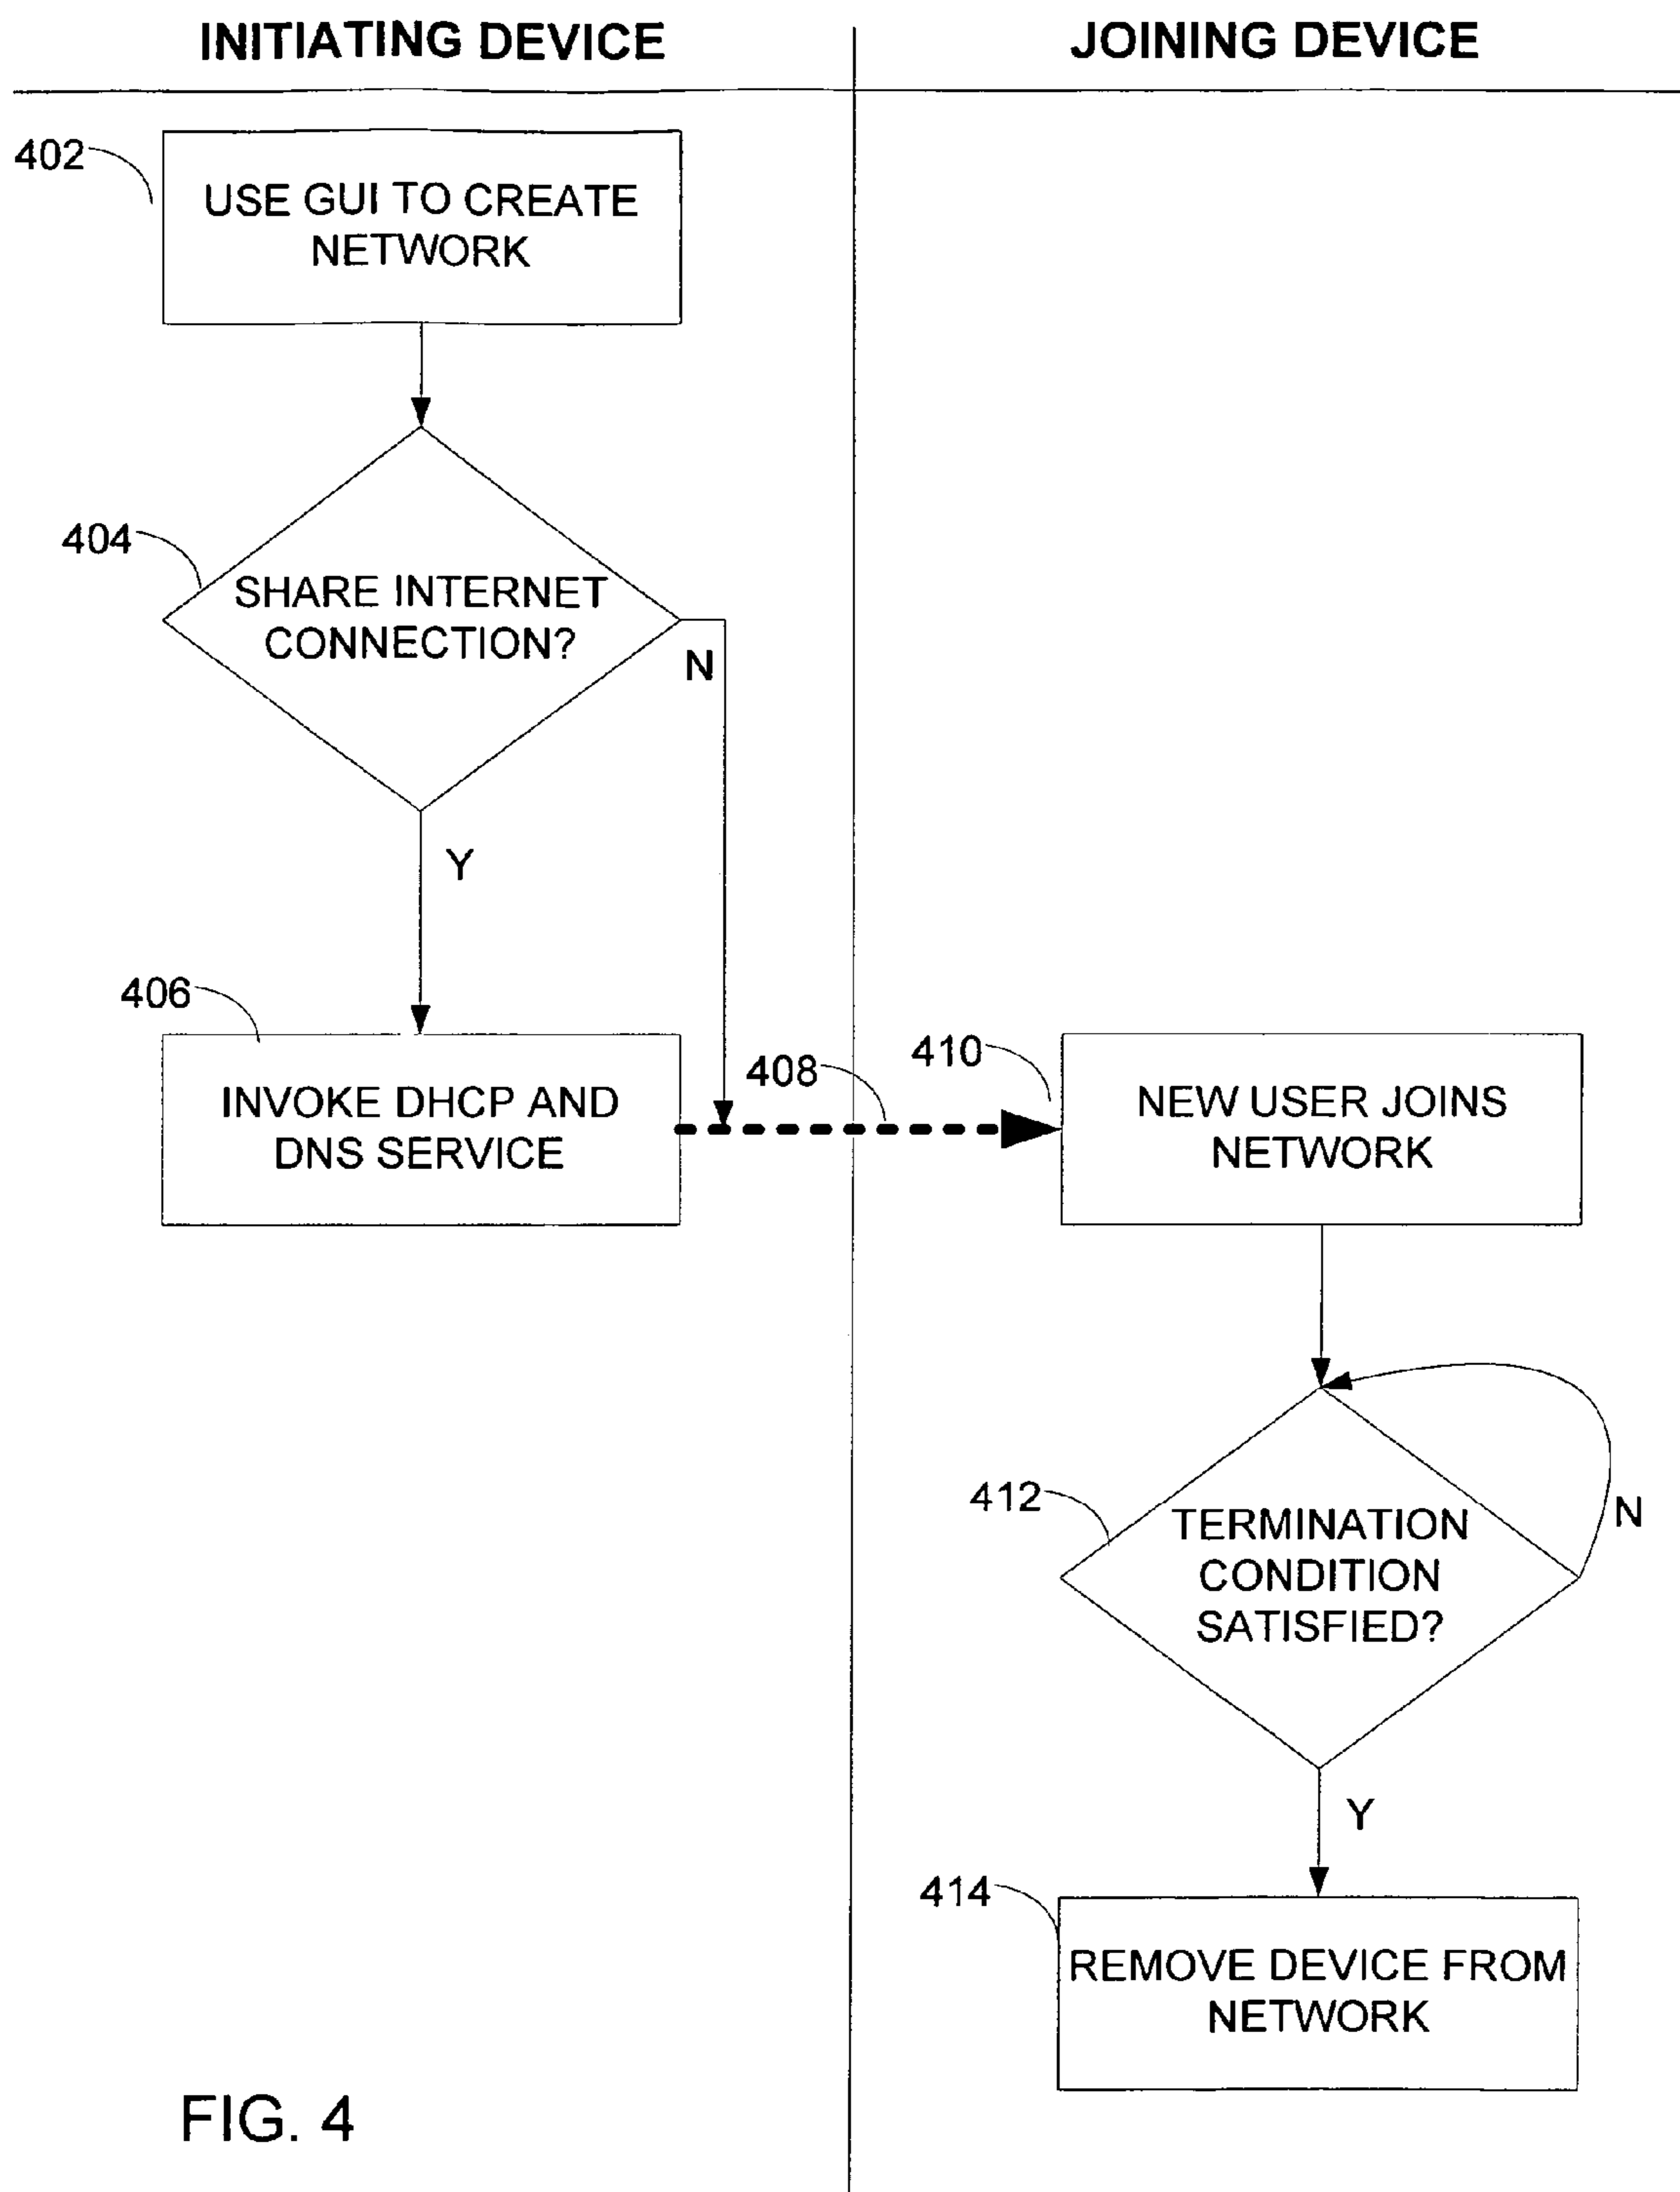 INITIATING DEVICE
JOINING DEVICE
402
USE GUI TO CREATE
NETWORK
404
SHARE INTERNET
CONNECTION?
N
Y
406
INVOKE DHCP AND
DNS SERVICE
408
410
NEW USER JOINS
NETWORK
412
TERMINATION
CONDITION
SATISFIED?
N
Y
414
REMOVE DEVICE FROM
NETWORK
FIG. 4